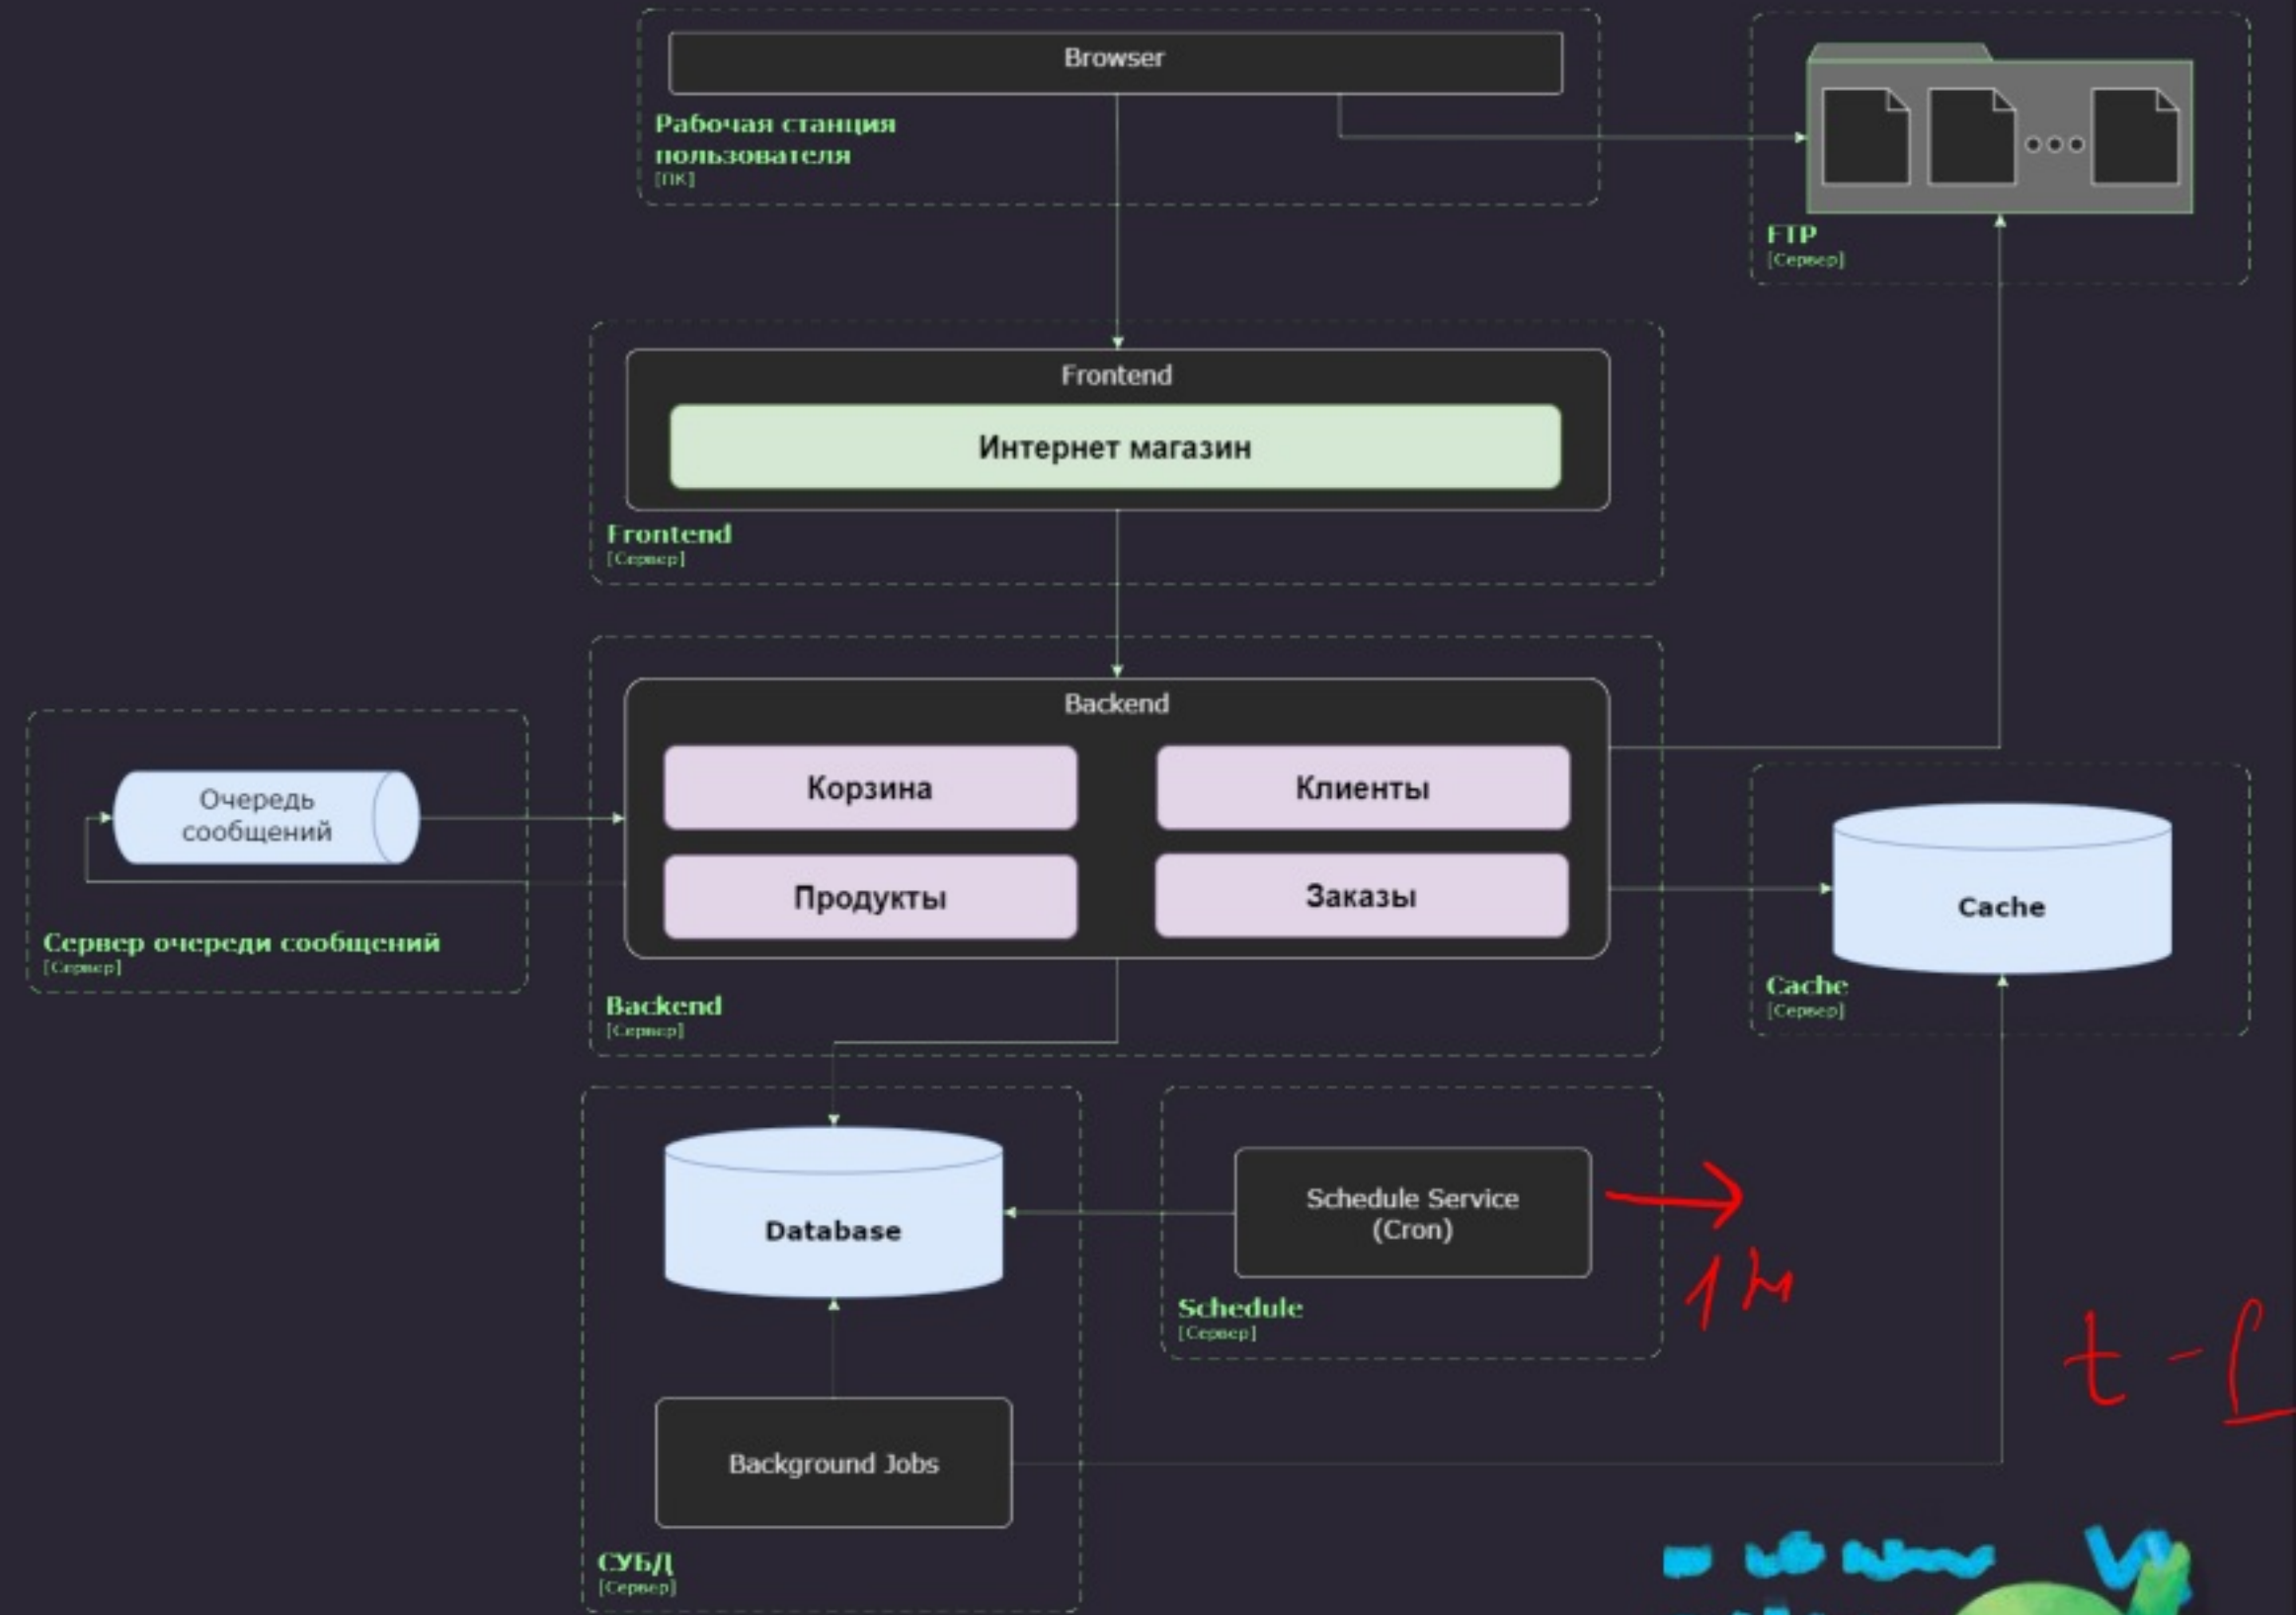 Browser
Рабочая станция
пользователя
[ПК]
FTP
[Сервер]
Frontend
Интернет магазин
Frontend
[Сервер]
Backend
Корзина
Клиенты
Продукты
Заказы
Backend
[Сервер]
Очередь
сообщений
Сервер очереди сообщений
[Сервер]
Cache
Cache
[Сервер]
Database
Schedule Service
(Cron)
Schedule
[Сервер]
Background Jobs
СУБД
[Сервер]